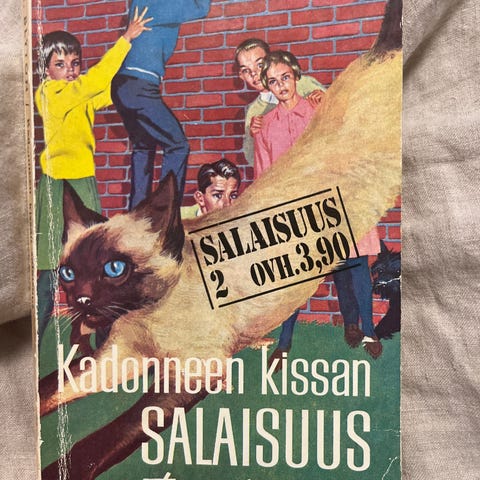 SALAISUUS
2 OVH. 3,90
Kadonneen kissan
SALAISUUS